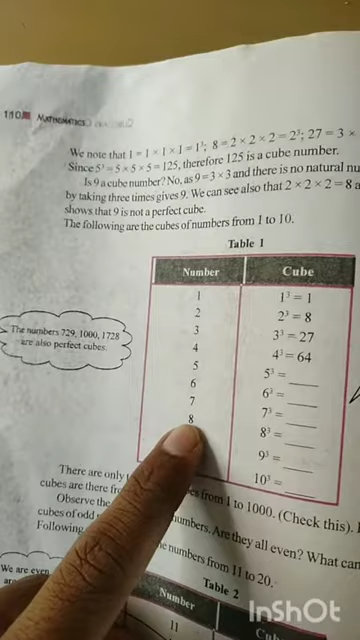 110 MATHEMATICS
We note that 1 = 1 × 1 × 1 = 1³; 8 = 2 × 2 × 2 = 2³; 27 = 3 ×
Since 5³ = 5 × 5 × 5 = 125, therefore 125 is a cube number.
Is 9 a cube number? No, as 9 = 3 × 3 and there is no natural nu
by taking three times gives 9. We can see also that 2 × 2 × 2 = 8 a
shows that 9 is not a perfect cube.
The following are the cubes of numbers from 1 to 10.
Table 1
Number Cube
1 1³ = 1
2 2³ = 8
3 3³ = 27
4 4³ = 64
5 5³ = ____
6 6³ = ____
7 7³ = ____
8 8³ = ____
9³ = ____
10³ = ____
The numbers 729, 1000, 1728
are also perfect cubes.
There are only
cubes are there fr from 1 to 1000. (Check this).
Observe the numbers. Are they all even? What can
cubes of odd
Following e numbers from 11 to 20.
We are even
Table 2
Number Cub
11
InShOt